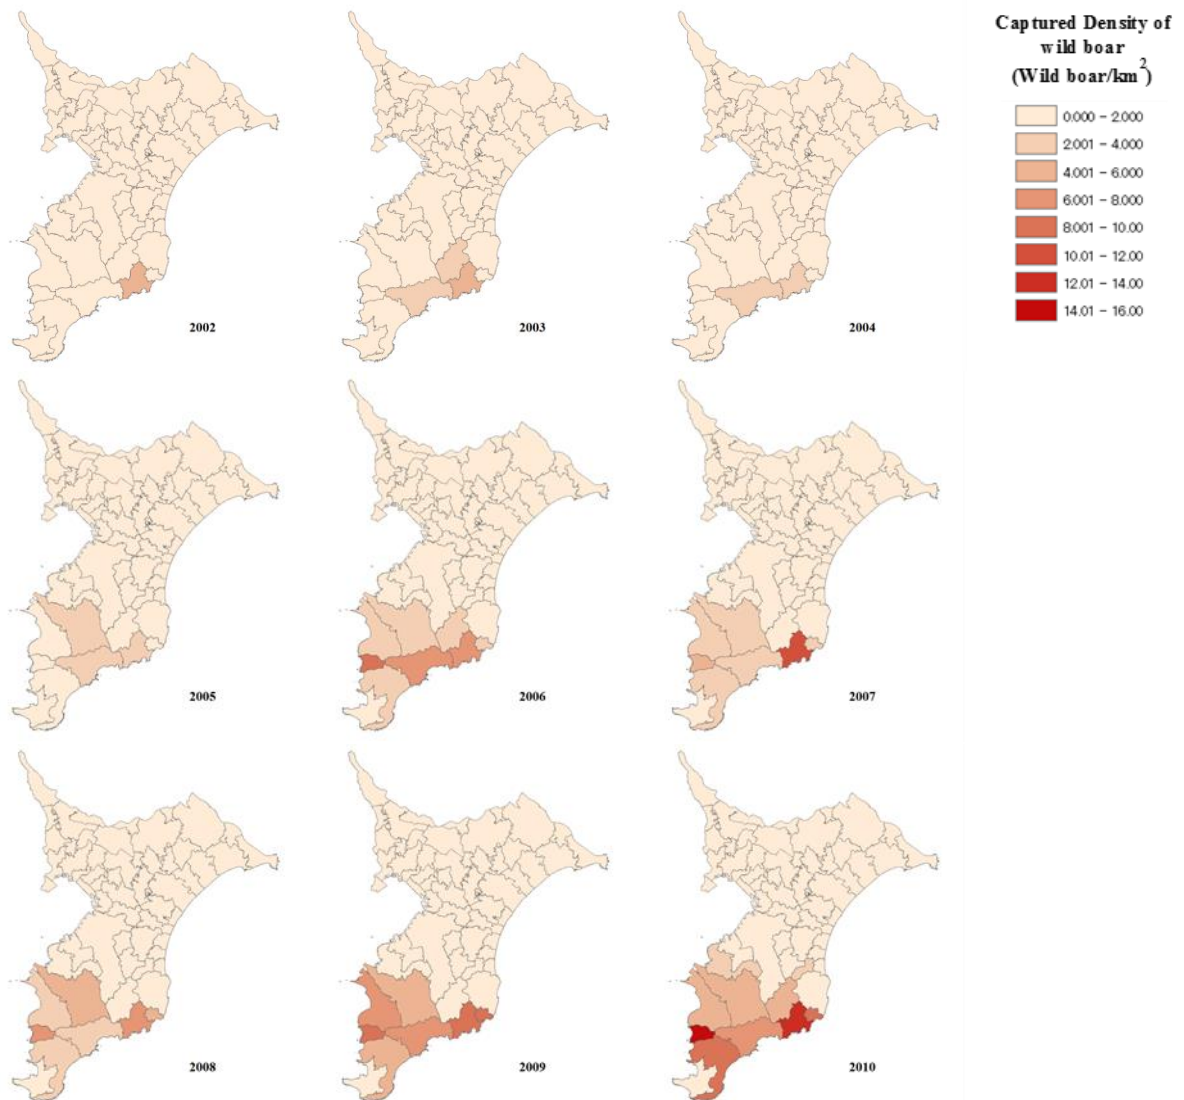 Captured Density of
wild boar
(Wild boar/km²)
0.000 – 2.000
2.001 – 4.000
4.001 – 6.000
6.001 – 8.000
8.001 – 10.00
10.01 – 12.00
12.01 – 14.00
14.01 – 16.00
2002
2003
2004
2005
2006
2007
2008
2009
2010